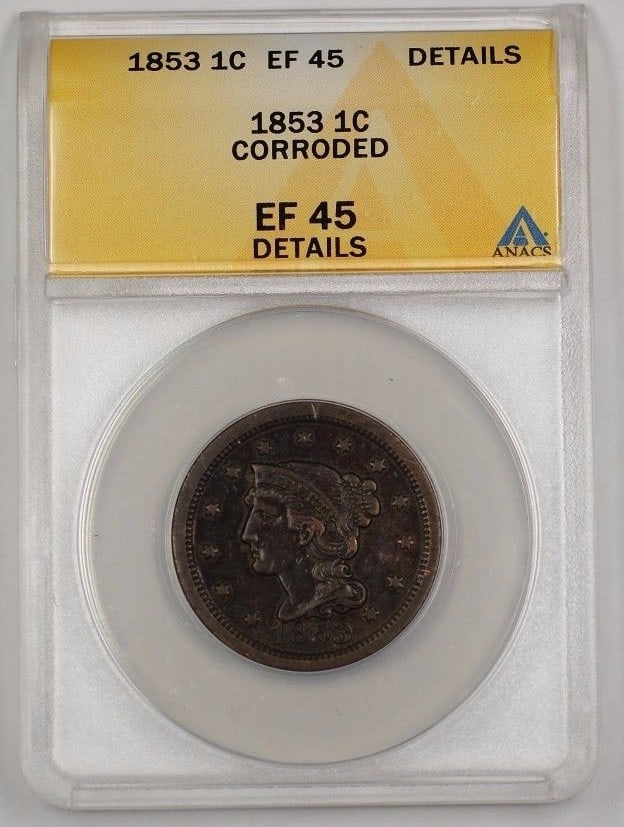 1853 1C EF 45 DETAILS
1853 1C
CORRODED
EF 45
DETAILS
ANACS
1853